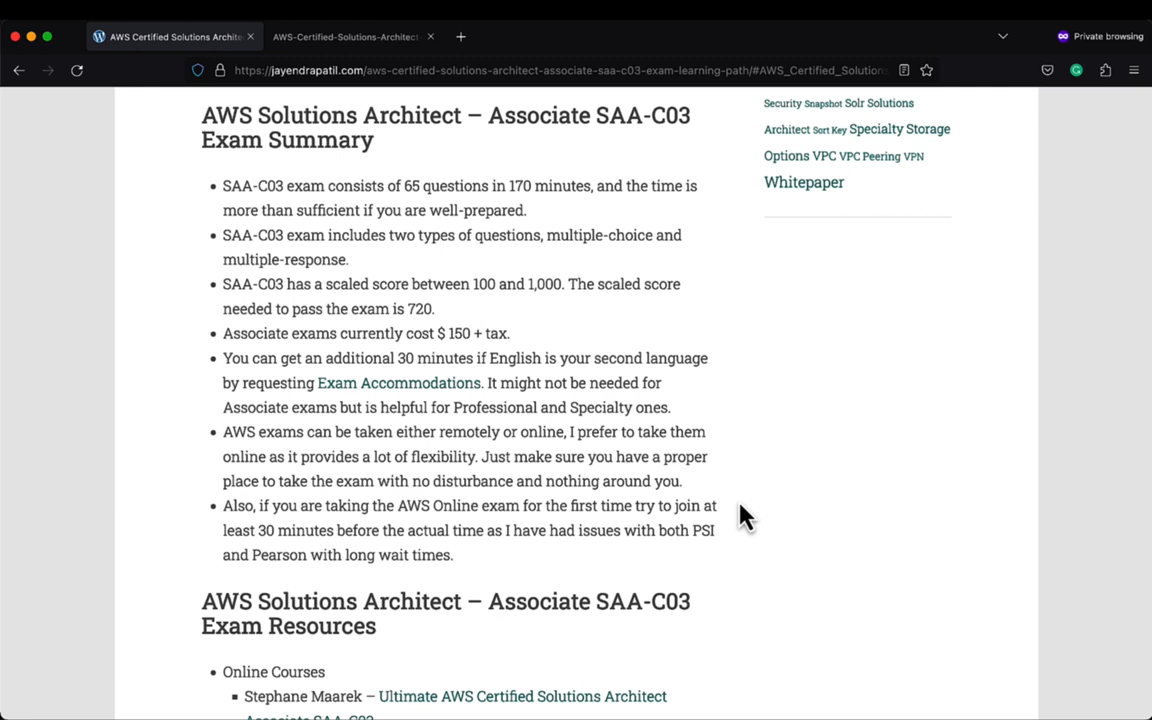 AWS Certified Solutions Archite
AWS-Certified-Solutions-Architect
Private browsing
https://jayendrapatil.com/aws-certified-solutions-architect-associate-saa-c03-exam-learning-path/#AWS_Certified_Solutions
AWS Solutions Architect – Associate SAA-C03
Exam Summary
SAA-C03 exam consists of 65 questions in 170 minutes, and the time is
more than sufficient if you are well-prepared.
SAA-C03 exam includes two types of questions, multiple-choice and
multiple-response.
SAA-C03 has a scaled score between 100 and 1,000. The scaled score
needed to pass the exam is 720.
Associate exams currently cost $ 150 + tax.
You can get an additional 30 minutes if English is your second language
by requesting Exam Accommodations. It might not be needed for
Associate exams but is helpful for Professional and Specialty ones.
AWS exams can be taken either remotely or online, I prefer to take them
online as it provides a lot of flexibility. Just make sure you have a proper
place to take the exam with no disturbance and nothing around you.
Also, if you are taking the AWS Online exam for the first time try to join at
least 30 minutes before the actual time as I have had issues with both PSI
and Pearson with long wait times.
AWS Solutions Architect – Associate SAA-C03
Exam Resources
Online Courses
Stephane Maarek – Ultimate AWS Certified Solutions Architect
Associate SAA-C03
Security Snapshot Solr Solutions
Architect Sort Key Specialty Storage
Options VPC VPC Peering VPN
Whitepaper